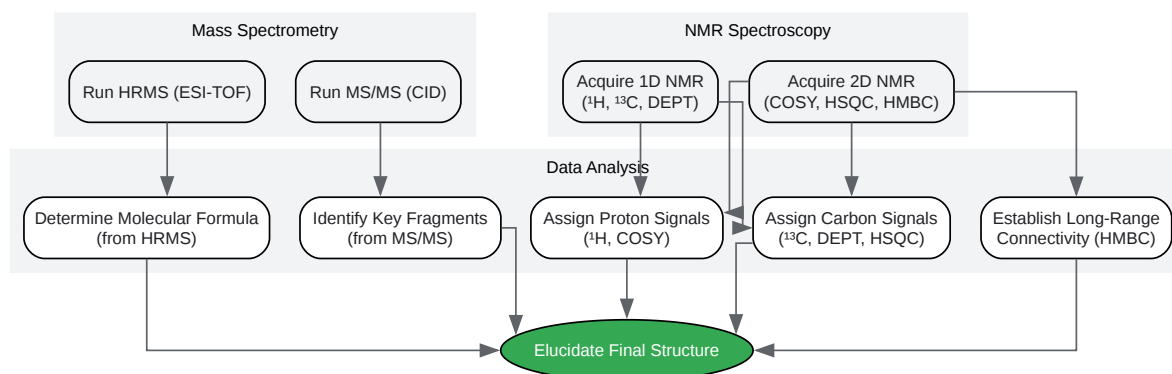 Mass Spectrometry
NMR Spectroscopy
Run HRMS (ESI-TOF)
Run MS/MS (CID)
Acquire 1D NMR
(¹H, ¹³C, DEPT)
Acquire 2D NMR
(COSY, HSQC, HMBC)
Data Analysis
Determine Molecular Formula
(from HRMS)
Identify Key Fragments
(from MS/MS)
Assign Proton Signals
(¹H, COSY)
Assign Carbon Signals
(¹³C, DEPT, HSQC)
Establish Long-Range
Connectivity (HMBC)
Elucidate Final Structure